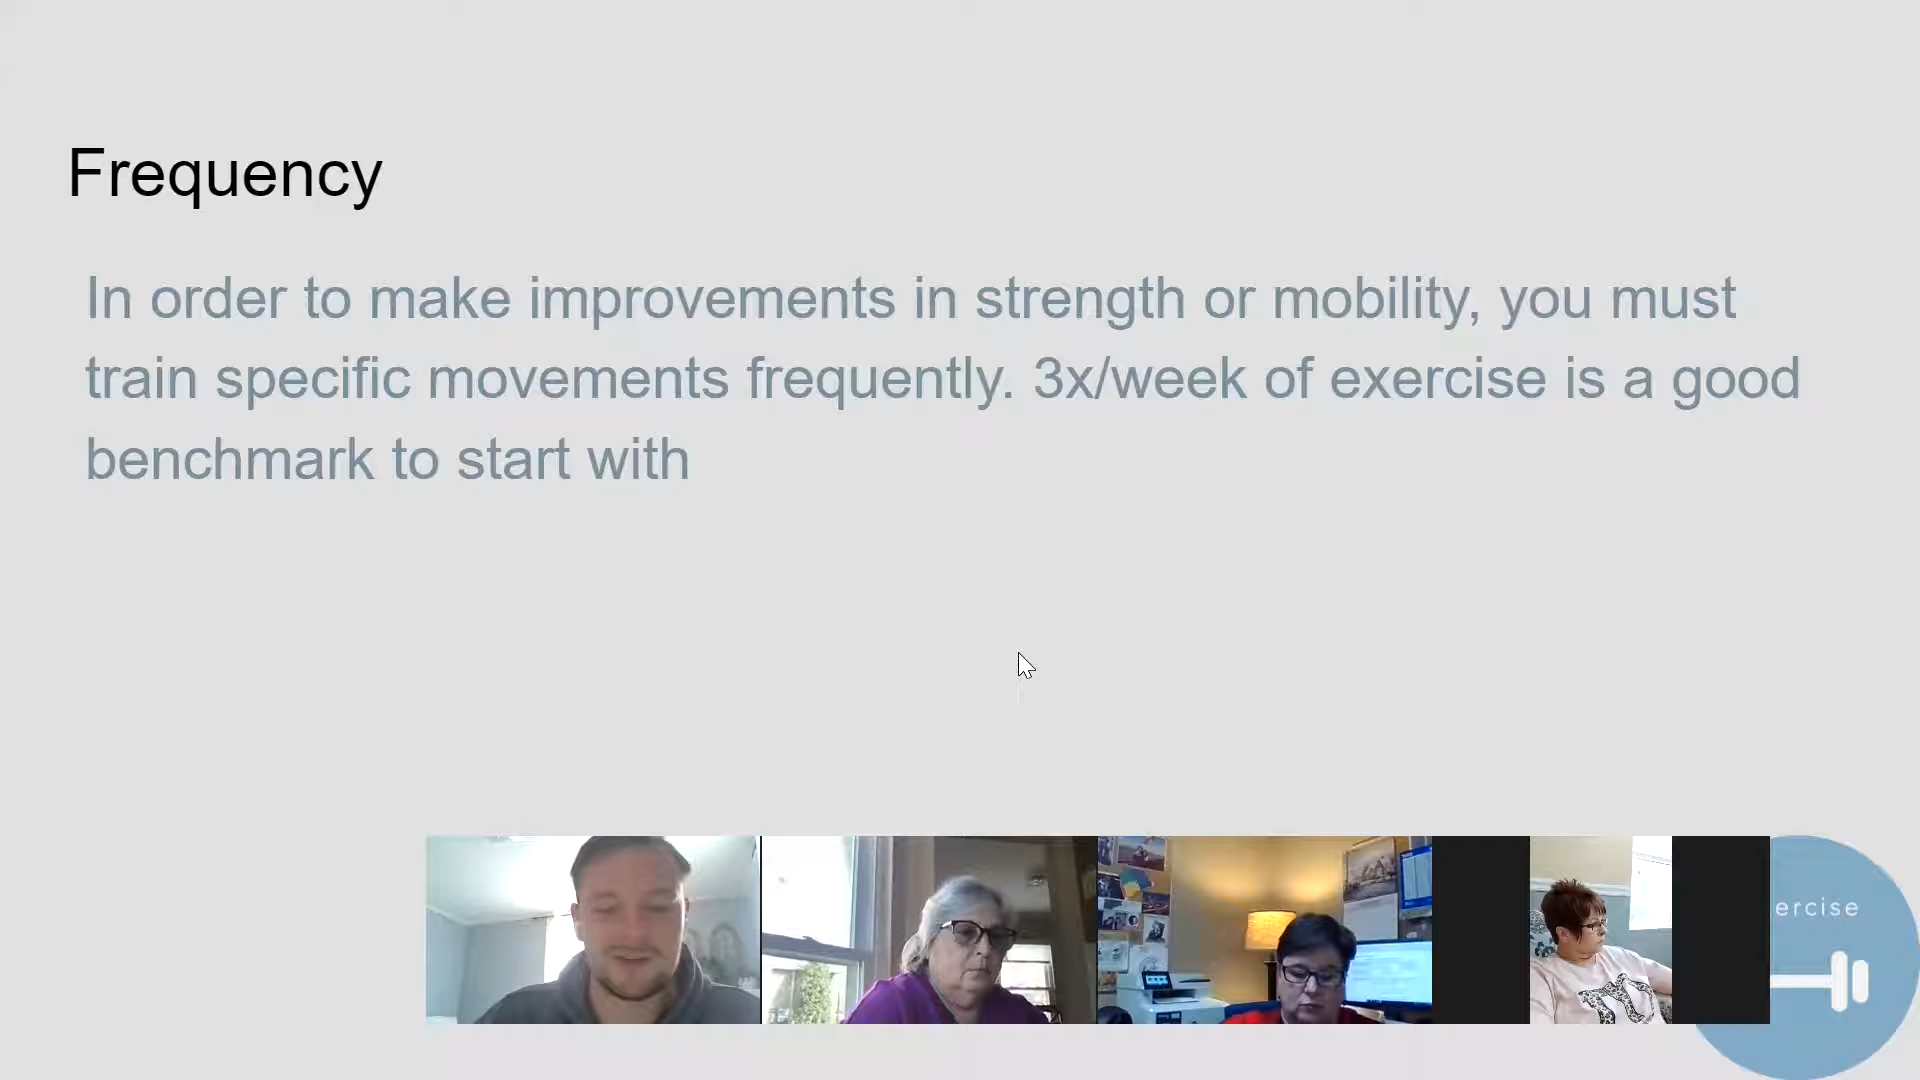 Frequency
In order to make improvements in strength or mobility, you must
train specific movements frequently. 3x/week of exercise is a good
benchmark to start with
ercise